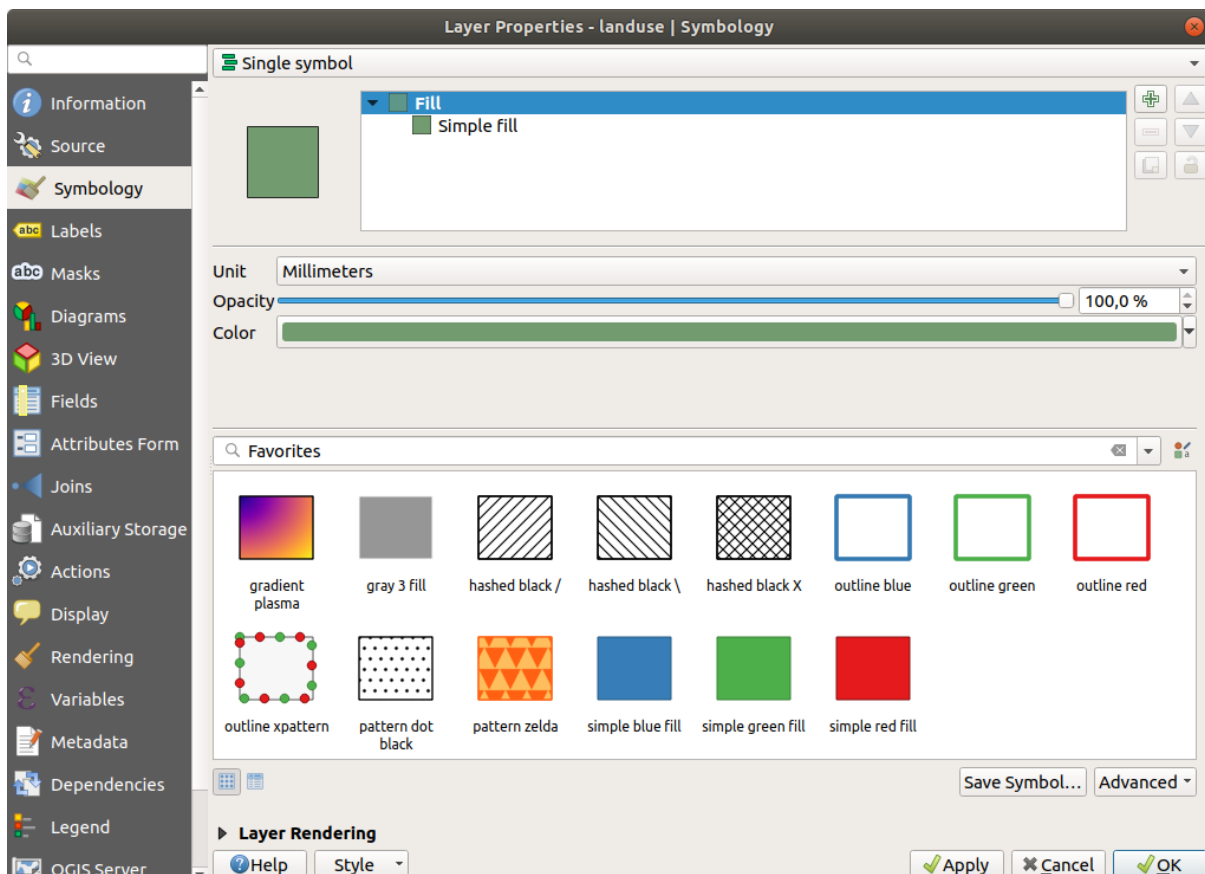 Layer Properties - landuse | Symbology
Single symbol
Information
Source
Symbology
Labels
Masks
Diagrams
3D View
Fields
Attributes Form
Joins
Auxiliary Storage
Actions
Display
Rendering
Variables
Metadata
Dependencies
Legend
QGIS Server
Fill
Simple fill
Unit Millimeters
Opacity 100,0 %
Color
Favorites
gradient plasma
gray 3 fill
hashed black /
hashed black \
hashed black X
outline blue
outline green
outline red
outline xpattern
pattern dot black
pattern zelda
simple blue fill
simple green fill
simple red fill
Save Symbol... Advanced
Layer Rendering
Help Style Apply Cancel OK